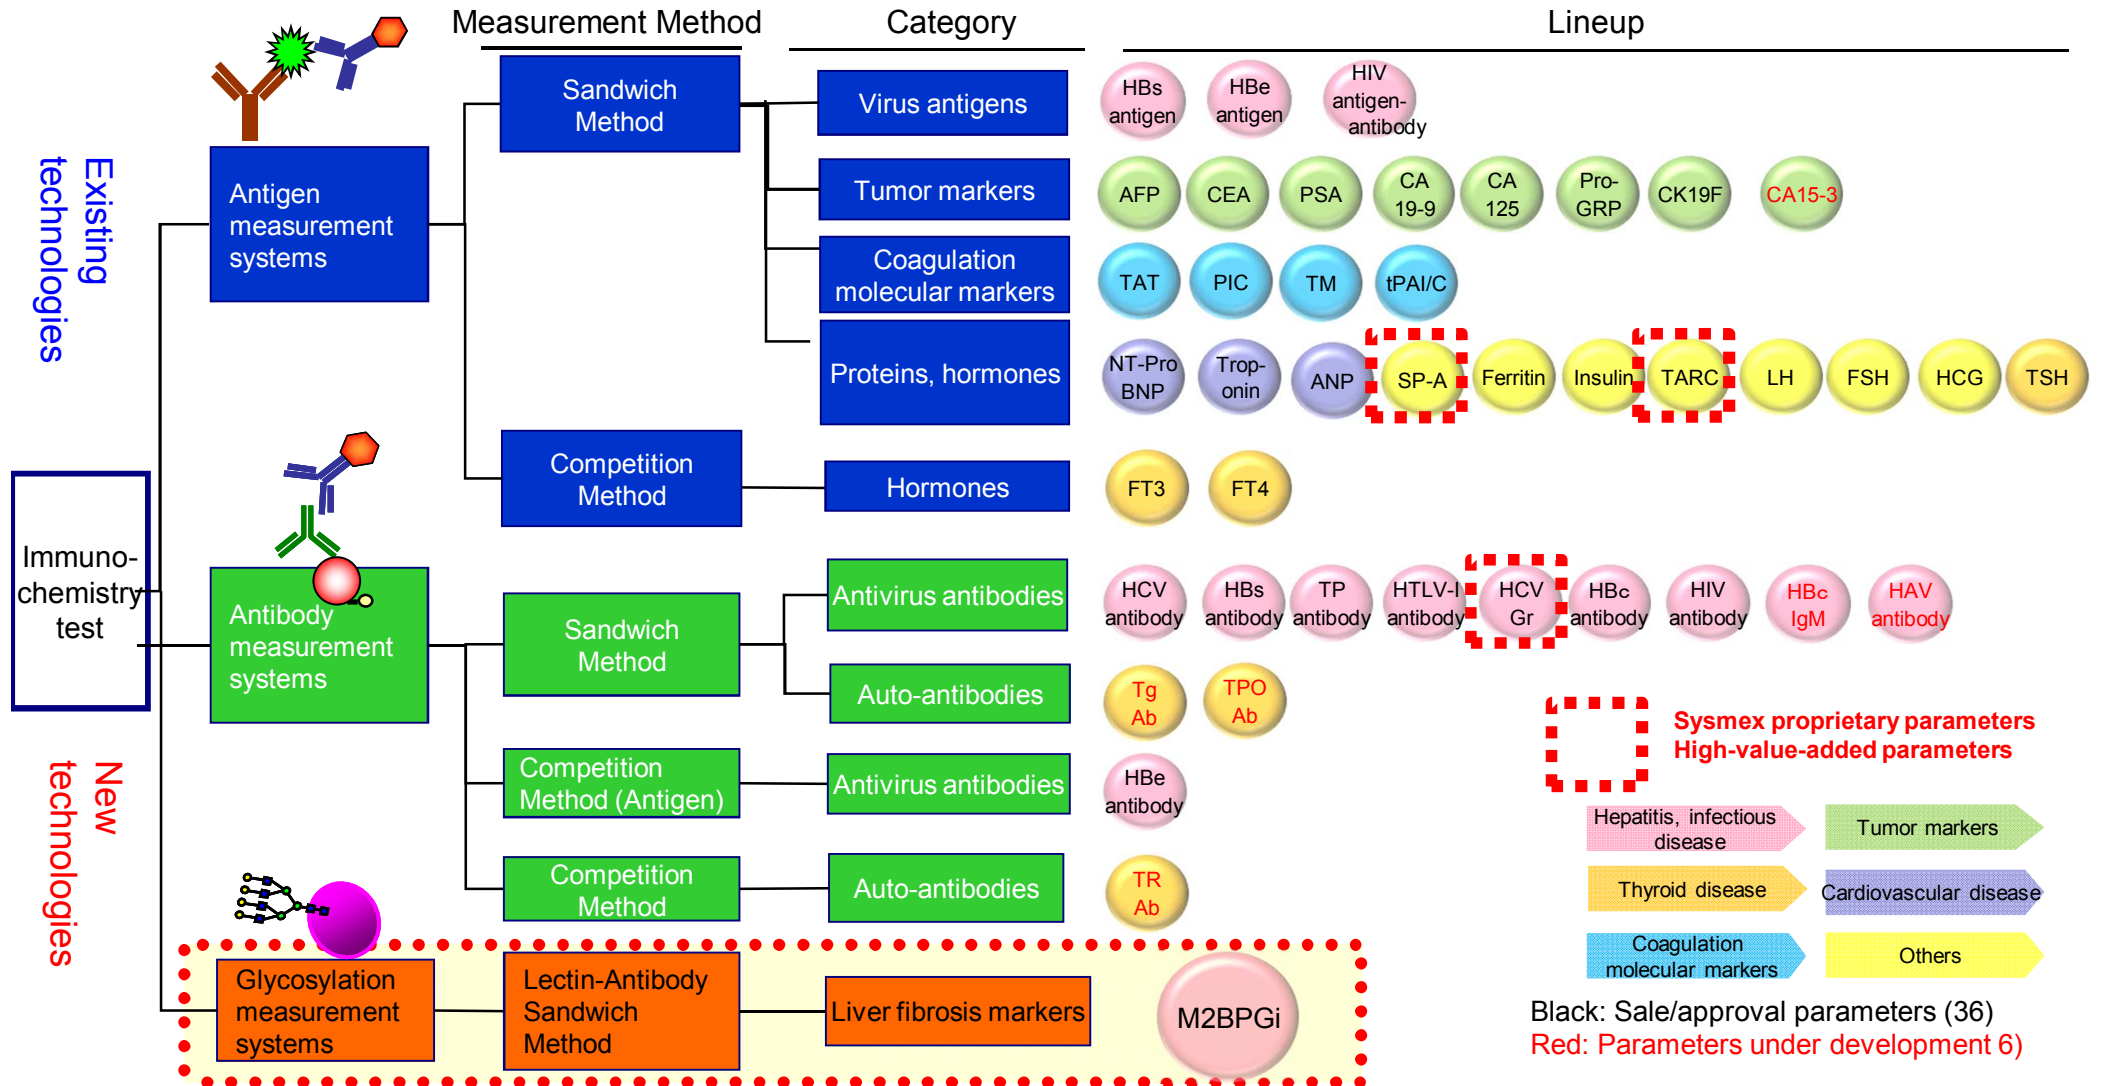 Measurement Method
Category
Lineup
Existing
technologies
New
technologies
Immuno-
chemistry
test
Antigen
measurement
systems
Sandwich
Method
Virus antigens
HBs
antigen
HBe
antigen
HIV
antigen-
antibody
Tumor markers
AFP
CEA
PSA
CA
19-9
CA
125
Pro-
GRP
CK19F
CA15-3
Coagulation
molecular markers
TAT
PIC
TM
tPAI/C
Proteins, hormones
NT-Pro
BNP
Trop-
onin
ANP
SP-A
Ferritin
Insulin
TARC
LH
FSH
HCG
TSH
Competition
Method
Hormones
FT3
FT4
Antibody
measurement
systems
Sandwich
Method
Antivirus antibodies
HCV
antibody
HBs
antibody
TP
antibody
HTLV-I
antibody
HCV
Gr
HBc
antibody
HIV
antibody
HBc
IgM
HAV
antibody
Auto-antibodies
Tg
Ab
TPO
Ab
Competition
Method (Antigen)
Antivirus antibodies
HBe
antibody
Competition
Method
Auto-antibodies
TR
Ab
Glycosylation
measurement
systems
Lectin-Antibody
Sandwich
Method
Liver fibrosis markers
M2BPGi
Sysmex proprietary parameters
High-value-added parameters
Hepatitis, infectious
disease
Tumor markers
Thyroid disease
Cardiovascular disease
Coagulation
molecular markers
Others
Black: Sale/approval parameters (36)
Red: Parameters under development 6)